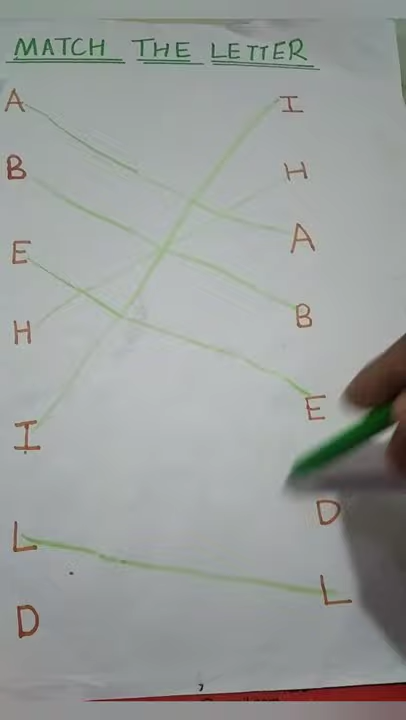 MATCH THE LETTER
A I
B H
E A
H B
I E
L D
D L